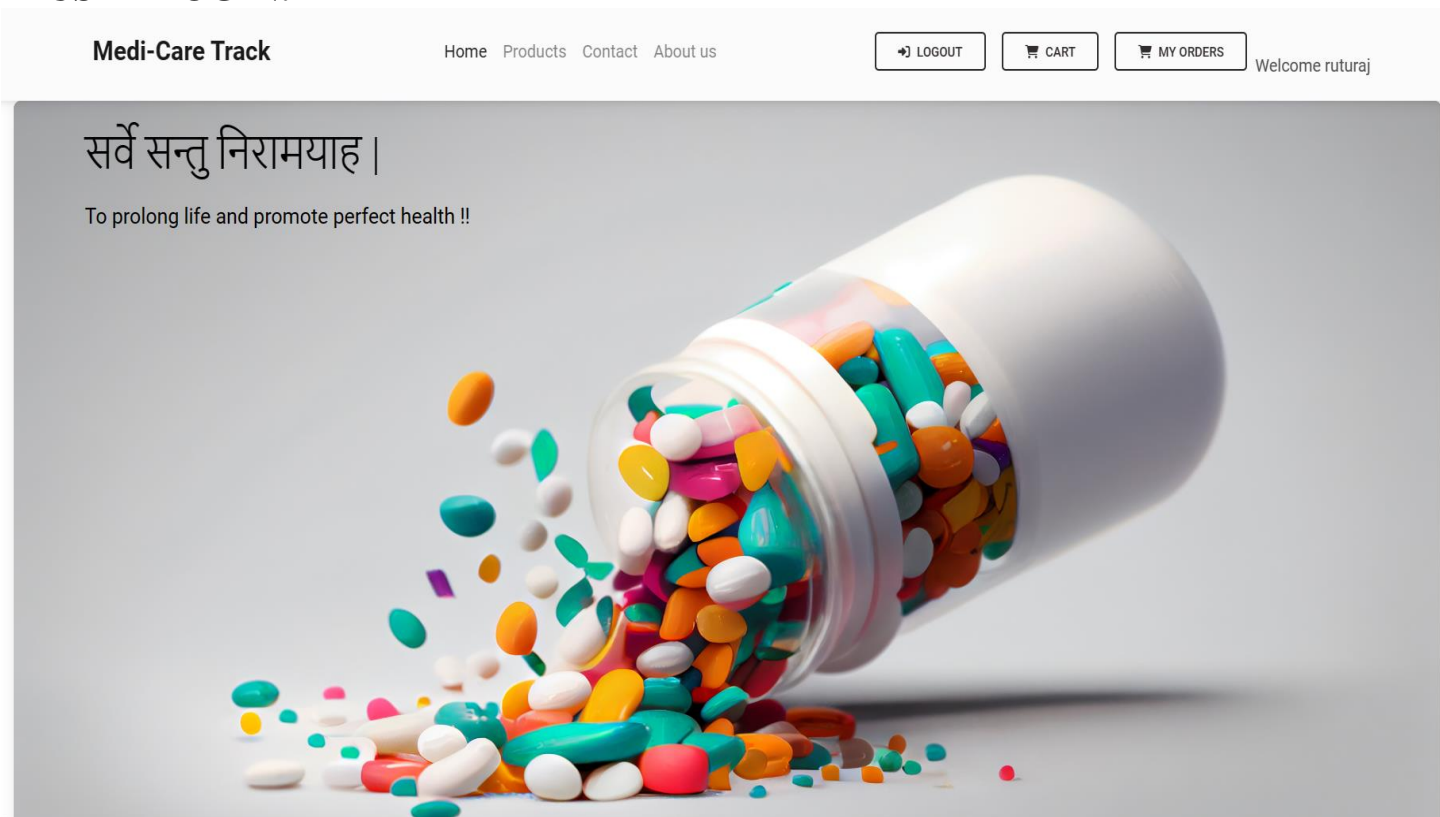 Medi-Care Track
Home Products Contact About us
LOGOUT CART MY ORDERS Welcome ruturaj
सर्वे सन्तु निरामयाह |
To prolong life and promote perfect health !!